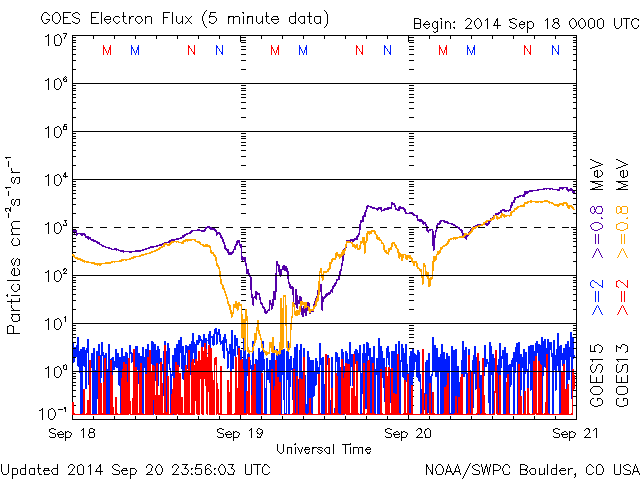 GOES Electron Flux (5 minute data)
Begin: 2014 Sep 18 0000 UTC
M M N N M M N N M M N N
10⁷
10⁶
10⁵
10⁴
10³
10²
10¹
10⁰
10⁻¹
Particles cm⁻²s⁻¹sr⁻¹
Sep 18 Sep 19 Sep 20 Sep 21
Universal Time
GOES15 >=2 >=0.8 MeV
GOES13 >=2 >=0.8 MeV
Updated 2014 Sep 20 23:56:03 UTC
NOAA/SWPC Boulder, CO USA